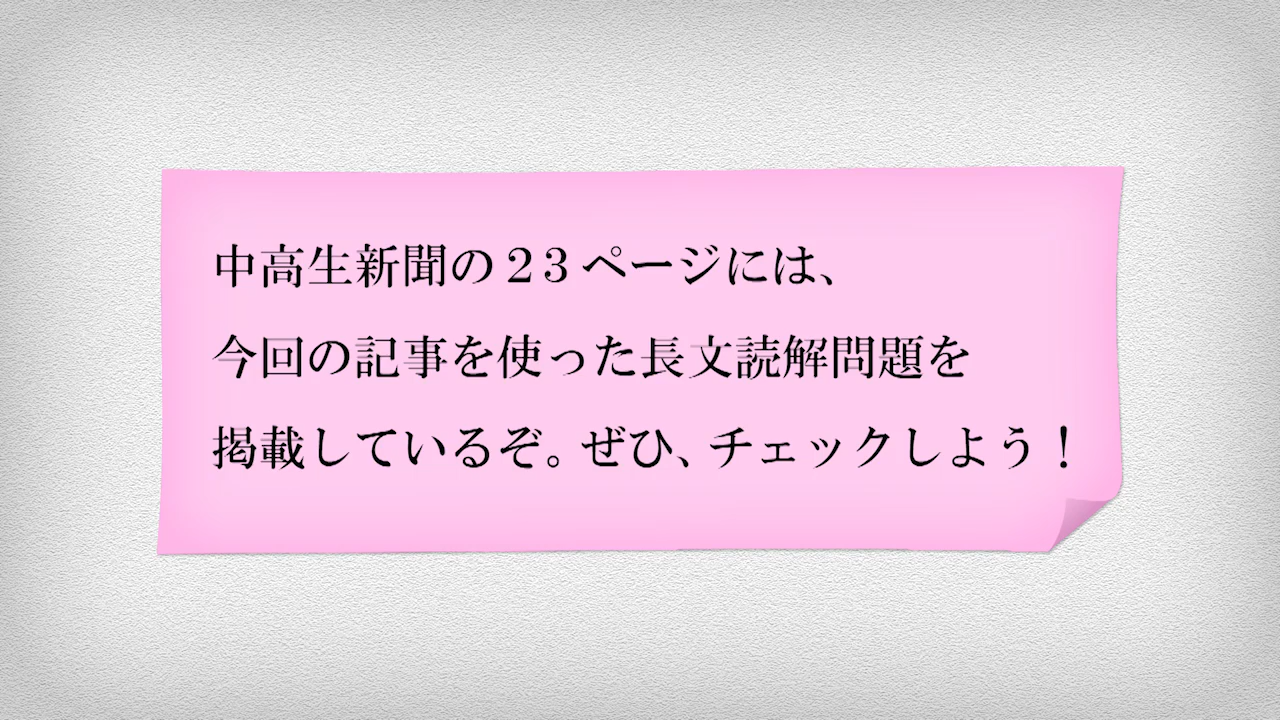 中高生新聞の２３ページには、
今回の記事を使った長文読解問題を
掲載しているぞ。ぜひ、チェックしよう！